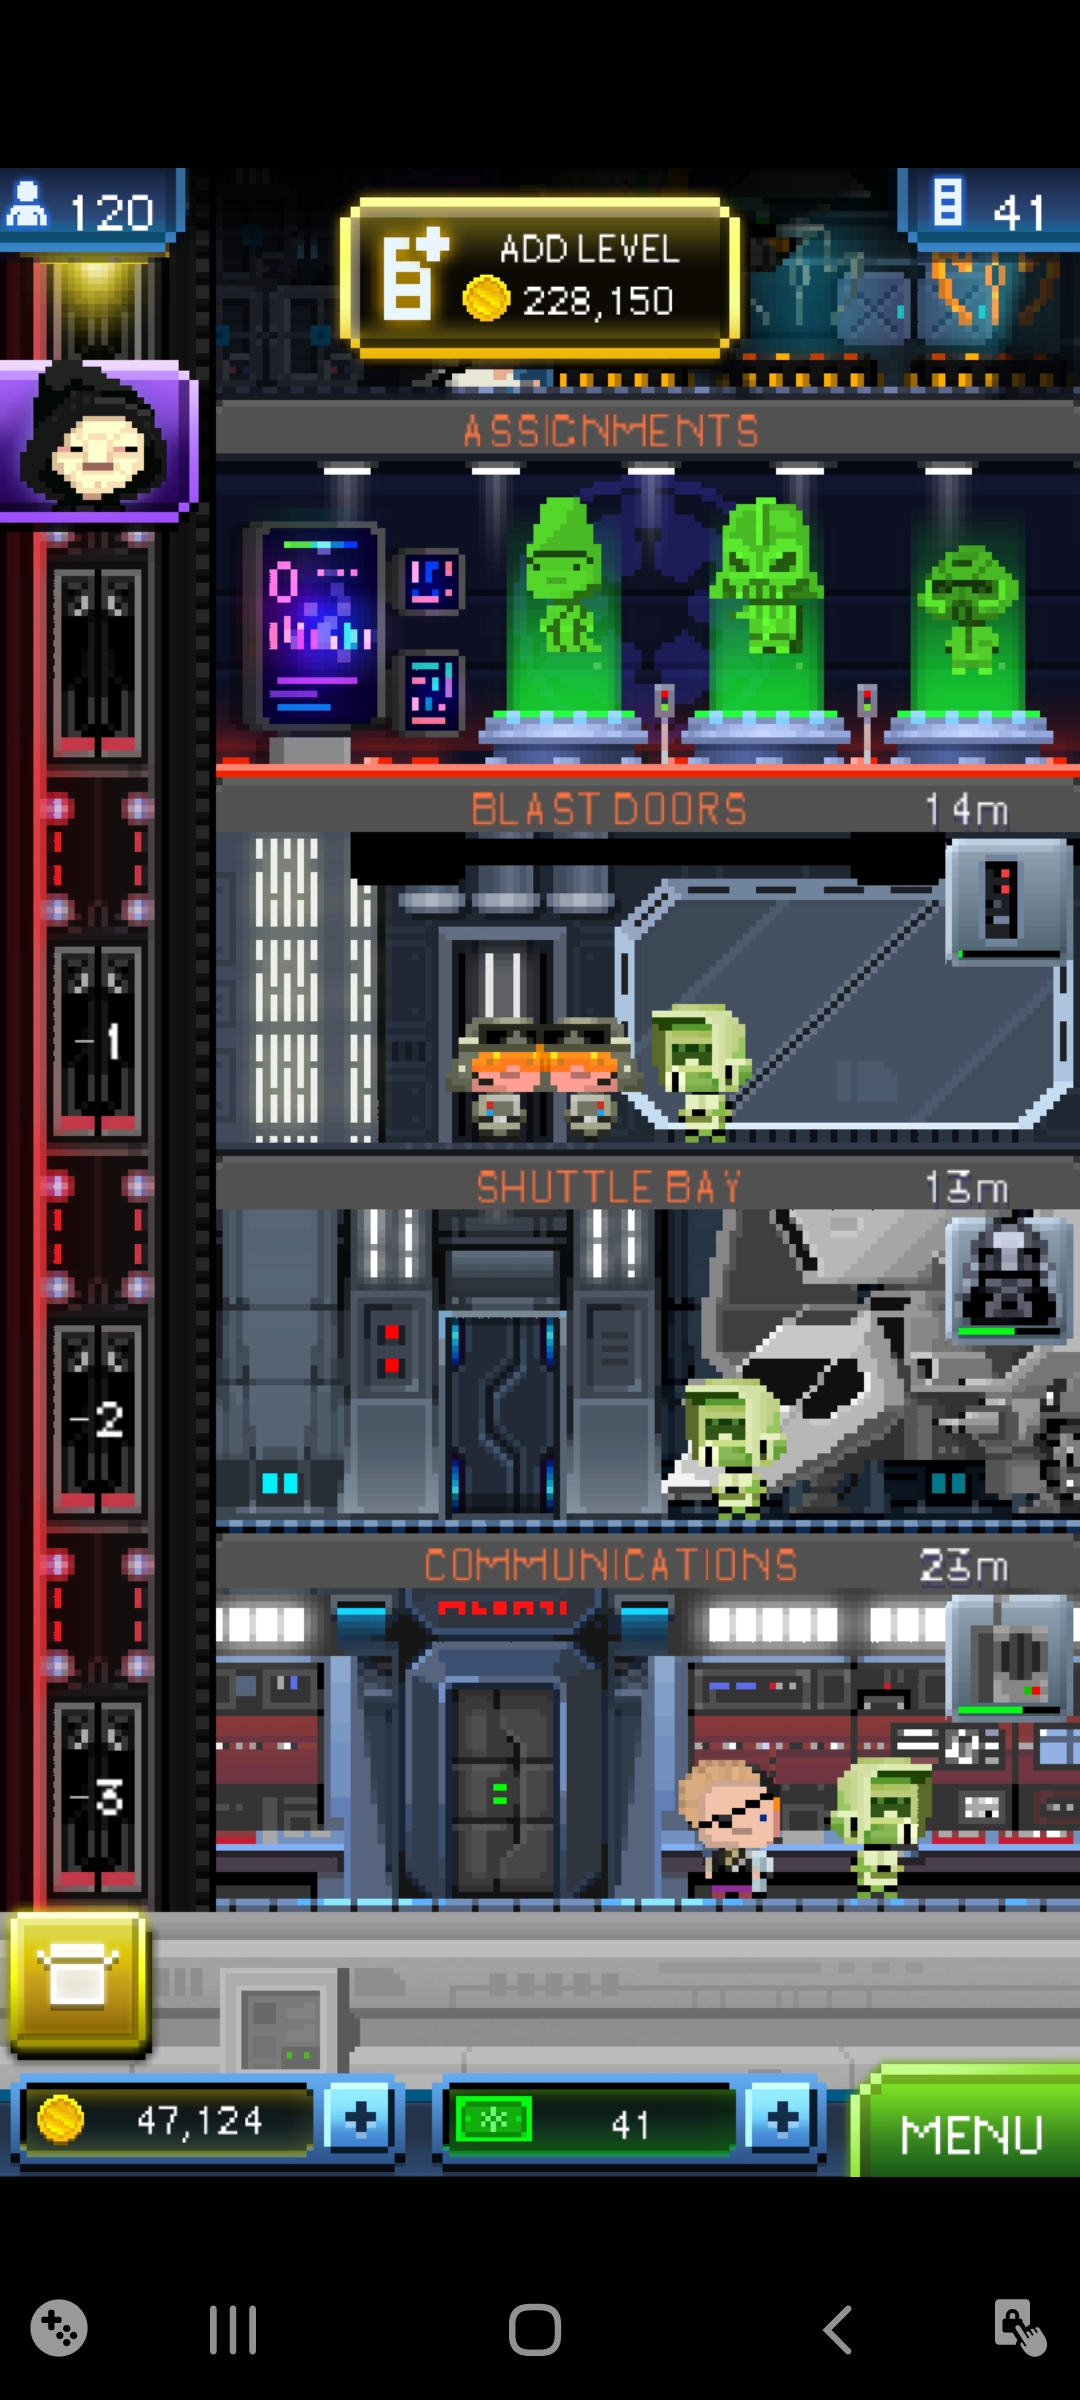 120
41
ADD LEVEL
228,150
ASSIGNMENTS
BLAST DOORS 14m
-1
SHUTTLE BAY 13m
-2
COMMUNICATIONS 23m
-3
47,124
41
MENU